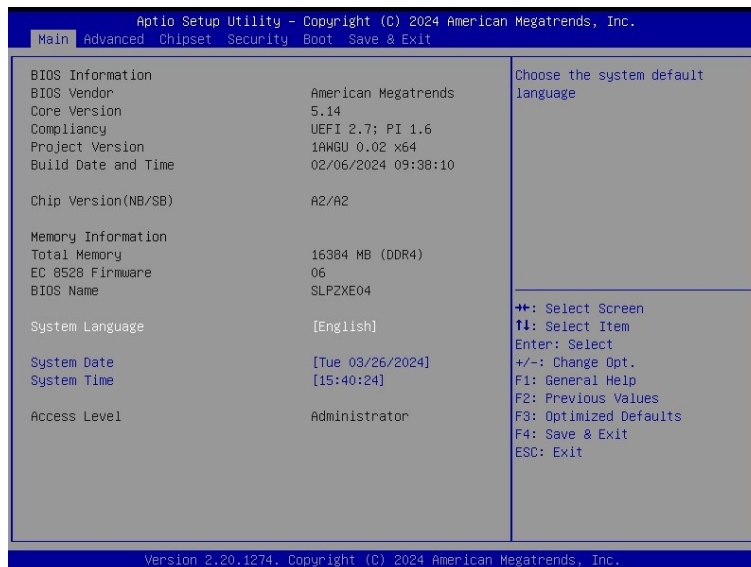 Aptio Setup Utility – Copyright (C) 2024 American Megatrends, Inc.
Main Advanced Chipset Security Boot Save & Exit
BIOS Information
BIOS Vendor American Megatrends
Core Version 5.14
Compliancy UEFI 2.7; PI 1.6
Project Version 1AWGU 0.02 x64
Build Date and Time 02/06/2024 09:38:10
Chip Version(NB/SB) A2/A2
Memory Information
Total Memory 16384 MB (DDR4)
EC 8528 Firmware 06
BIOS Name SLPZXE04
System Language [English]
System Date [Tue 03/26/2024]
System Time [15:40:24]
Access Level Administrator
Choose the system default
language
→←: Select Screen
↑↓: Select Item
Enter: Select
+/-: Change Opt.
F1: General Help
F2: Previous Values
F3: Optimized Defaults
F4: Save & Exit
ESC: Exit
Version 2.20.1274. Copyright (C) 2024 American Megatrends, Inc.